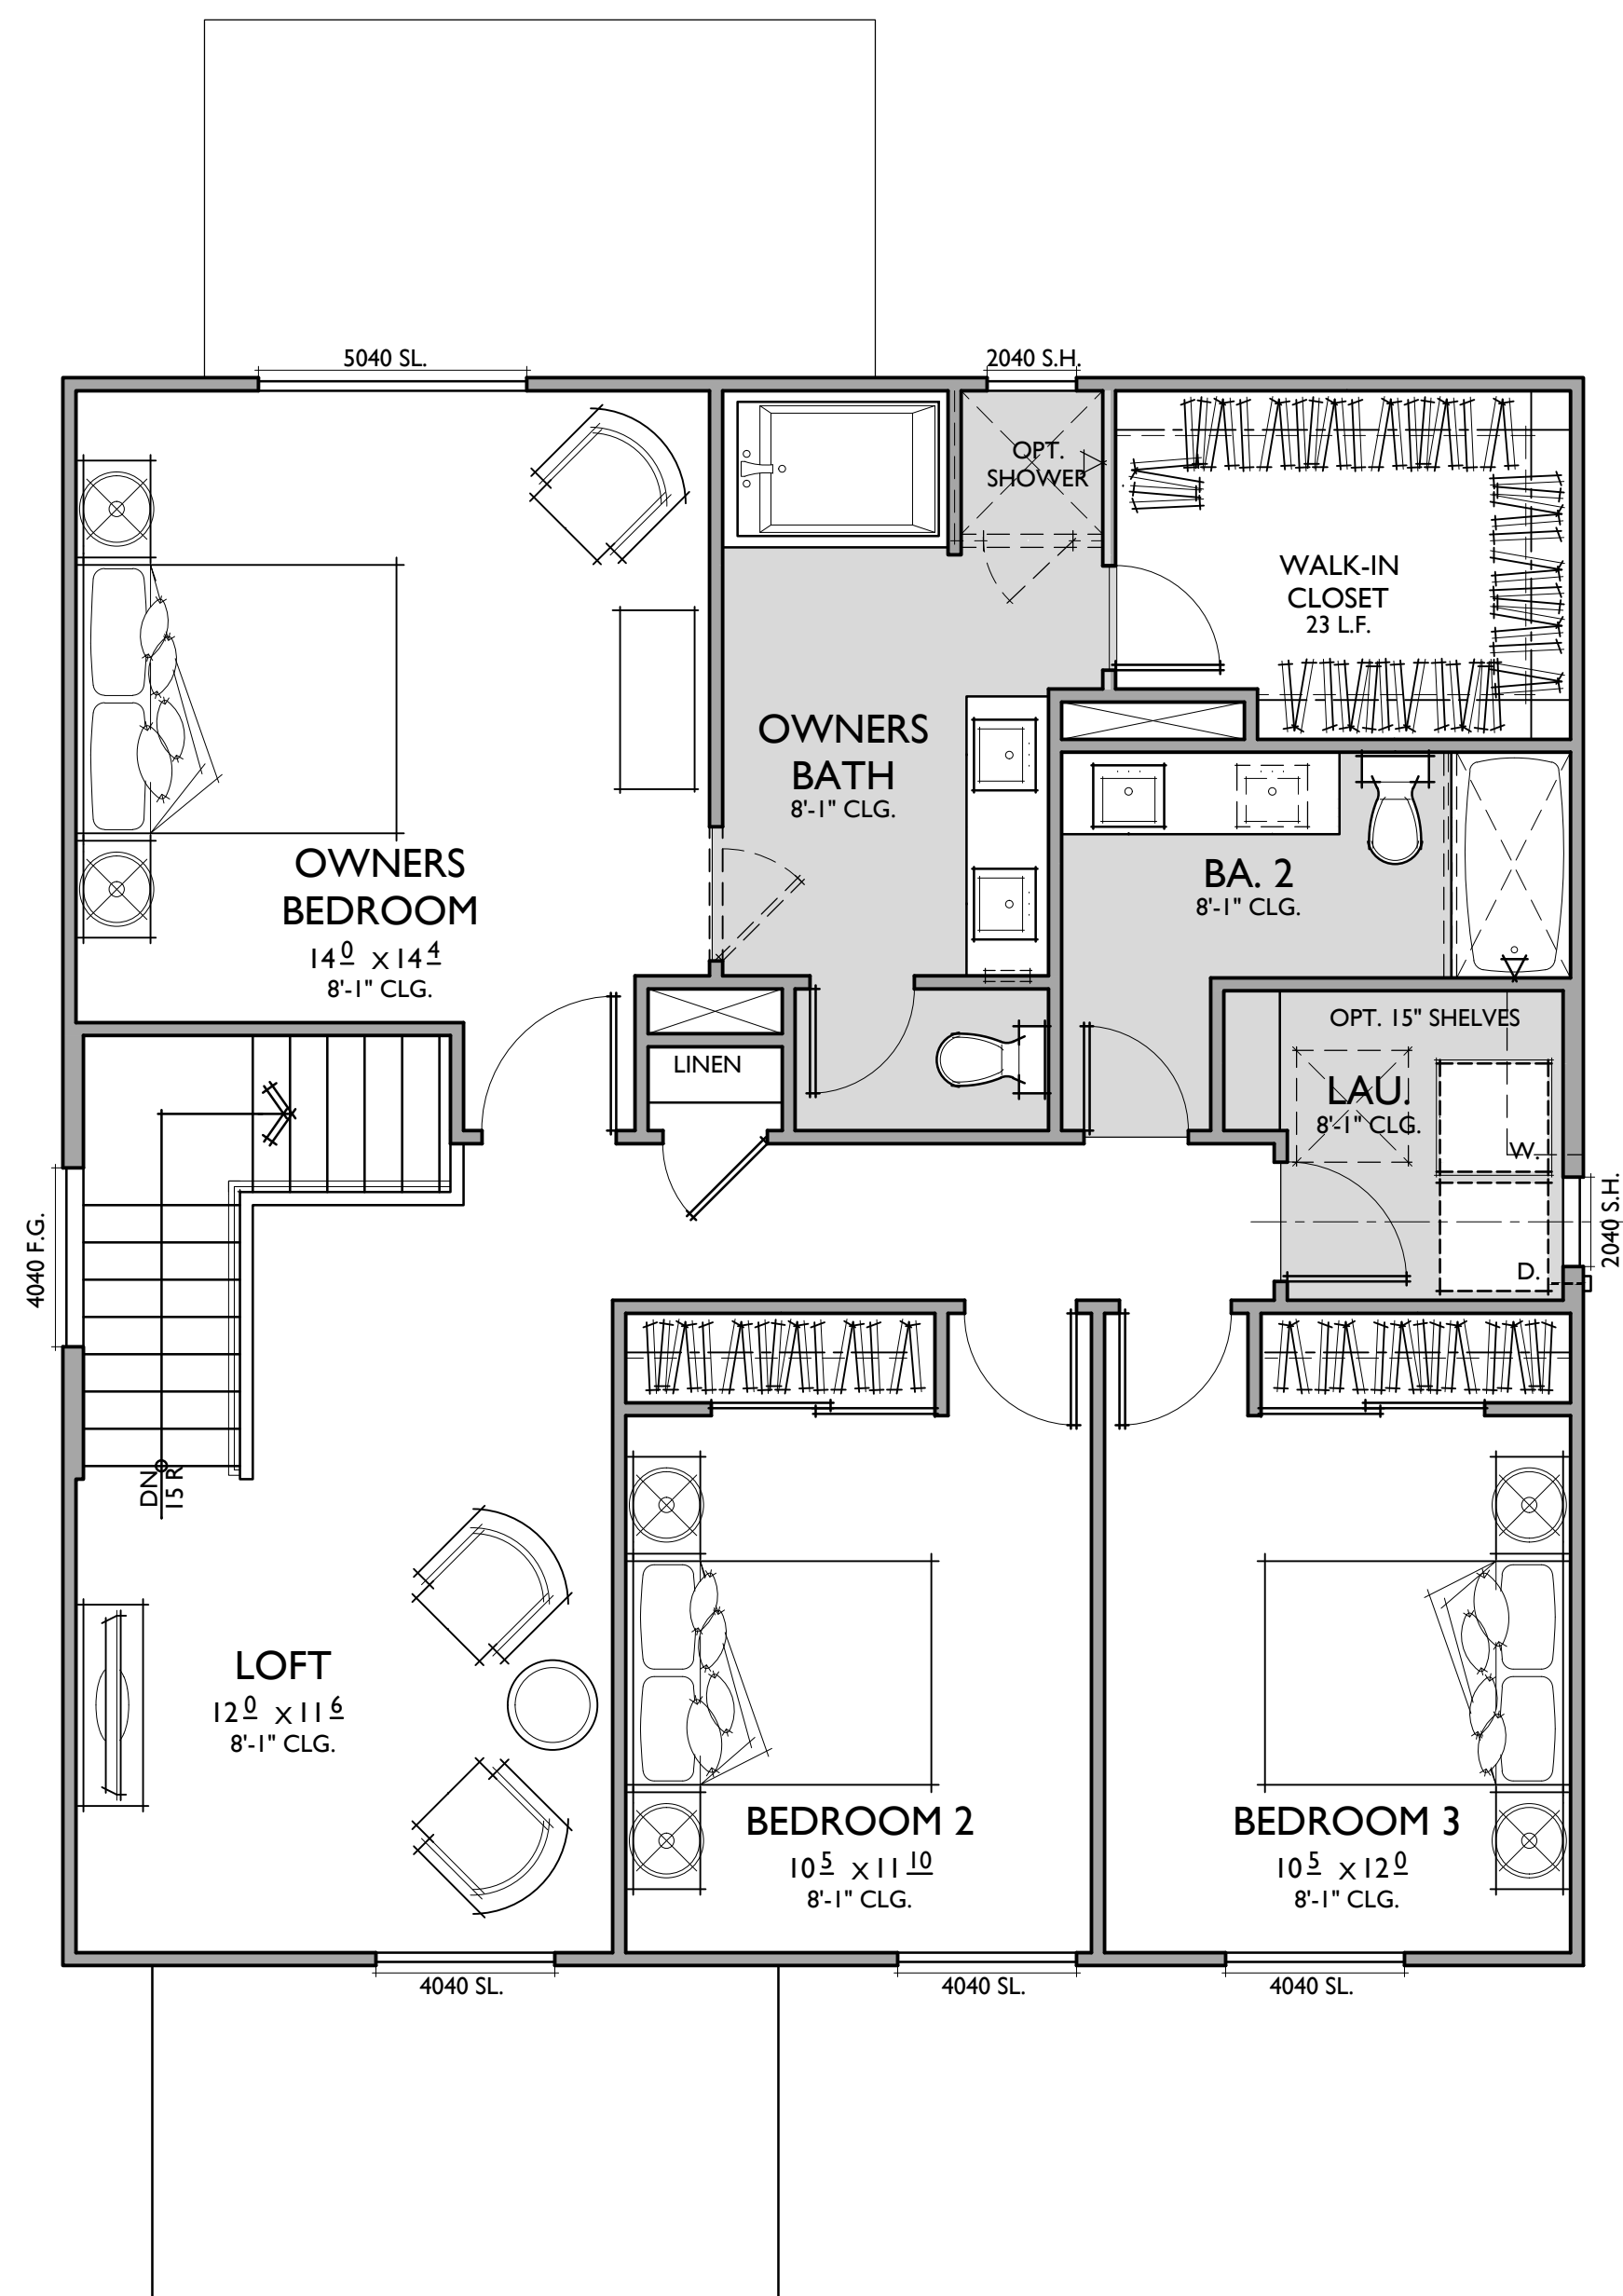 5040 SL.
2040 S.H.
OPT.
SHOWER
WALK-IN
CLOSET
23 L.F.
OWNERS
BATH
8'-1" CLG.
OWNERS
BEDROOM
14 0 X 14 4
8'-1" CLG.
BA. 2
8'-1" CLG.
OPT. 15" SHELVES
LINEN
LAU.
8'-1" CLG.
W.
D.
2040 S.H.
4040 F.G.
DN
15 R
LOFT
12 0 X 11 6
8'-1" CLG.
BEDROOM 2
10 5 X 11 10
8'-1" CLG.
BEDROOM 3
10 5 X 12 0
8'-1" CLG.
4040 SL.
4040 SL.
4040 SL.